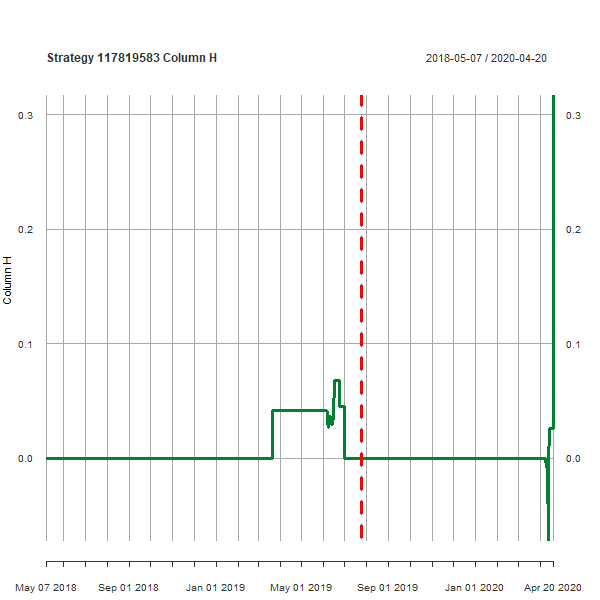 Strategy 117819583 Column H 2018-05-07 / 2020-04-20
0.3 0.3
0.2 0.2
0.1 0.1
0.0 0.0
Column H
May 07 2018 Sep 01 2018 Jan 01 2019 May 01 2019 Sep 01 2019 Jan 01 2020 Apr 20 2020